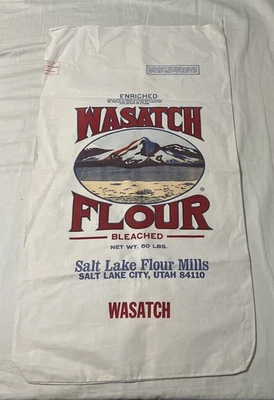 ENRICHED
WASATCH
FLOUR
®
BLEACHED
NET WT. 50 LBS.
Salt Lake Flour Mills
SALT LAKE CITY, UTAH 84110
WASATCH